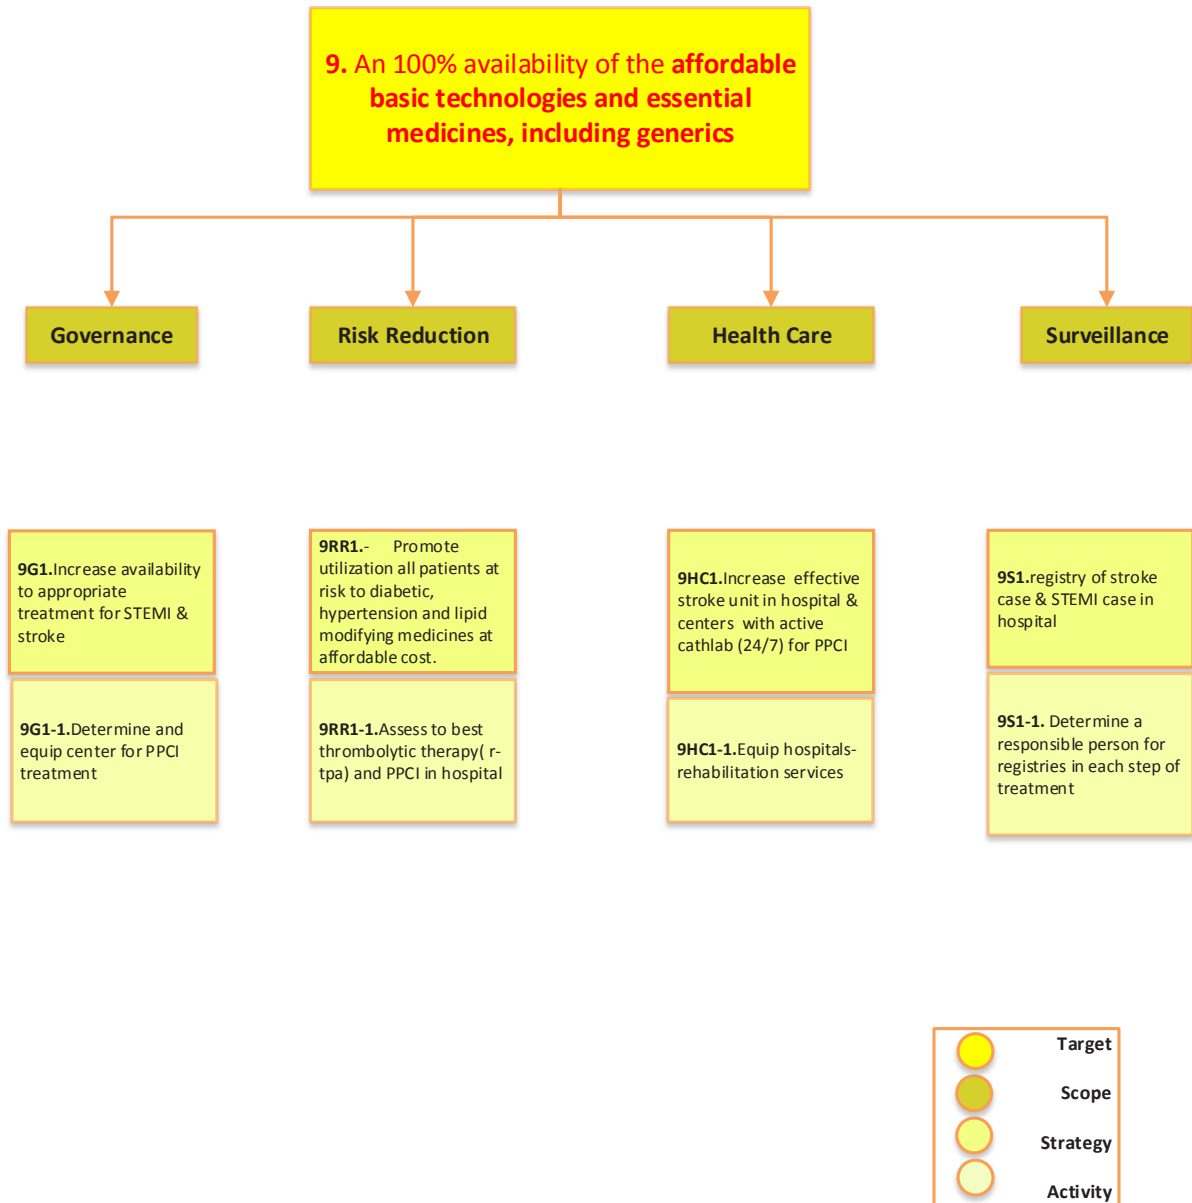 9. An 100% availability of the affordable
basic technologies and essential
medicines, including generics
Governance
Risk Reduction
Health Care
Surveillance
9G1.Increase availability
to appropriate
treatment for STEMI &
stroke
9G1-1.Determine and
equip center for PPCI
treatment
9RR1.- Promote
utilization all patients at
risk to diabetic,
hypertension and lipid
modifying medicines at
affordable cost.
9RR1-1.Assess to best
thrombolytic therapy( r-
tpa) and PPCI in hospital
9HC1.Increase effective
stroke unit in hospital &
centers with active
cathlab (24/7) for PPCI
9HC1-1.Equip hospitals-
rehabilitation services
9S1.registry of stroke
case & STEMI case in
hospital
9S1-1. Determine a
responsible person for
registries in each step of
treatment
Target
Scope
Strategy
Activity